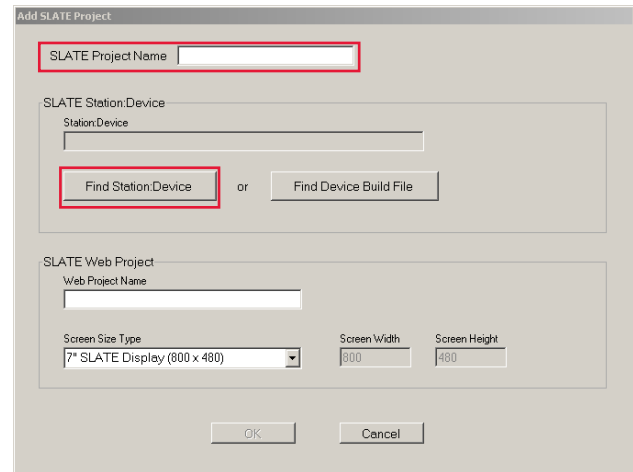 Add SLATE Project
SLATE Project Name
SLATE Station:Device
Station:Device
Find Station:Device or Find Device Build File
SLATE Web Project
Web Project Name
Screen Size Type Screen Width Screen Height
7" SLATE Display (800 x 480) 800 480
OK Cancel